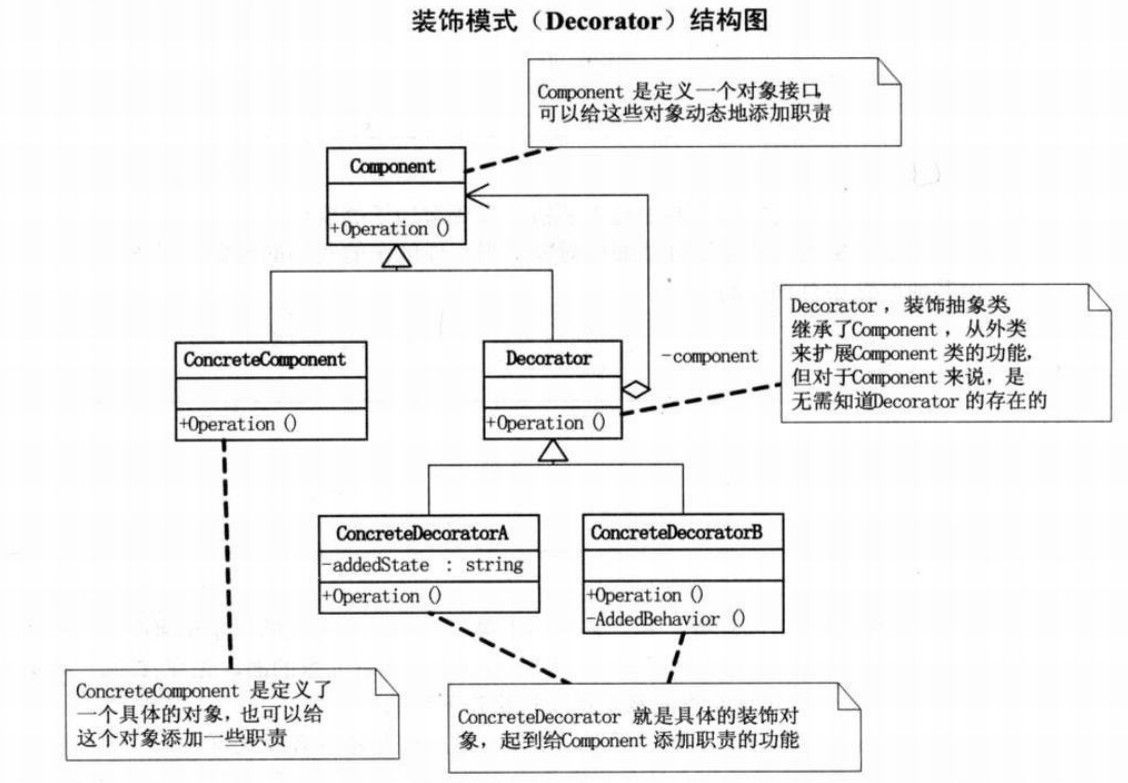 装饰模式（Decorator）结构图
Component 是定义一个对象接口,
可以给这些对象动态地添加职责
Component
+Operation ()
Decorator , 装饰抽象类,
继承了Component , 从外类
来扩展Component 类的功能,
但对于Component 来说, 是
无需知道Decorator 的存在的
ConcreteComponent
+Operation ()
Decorator
+Operation ()
-component
ConcreteDecoratorA
-addedState : string
+Operation ()
ConcreteDecoratorB
+Operation ()
-AddedBehavior ()
ConcreteComponent 是定义了
一个具体的对象, 也可以给
这个对象添加一些职责
ConcreteDecorator 就是具体的装饰对
象, 起到给Component 添加职责的功能